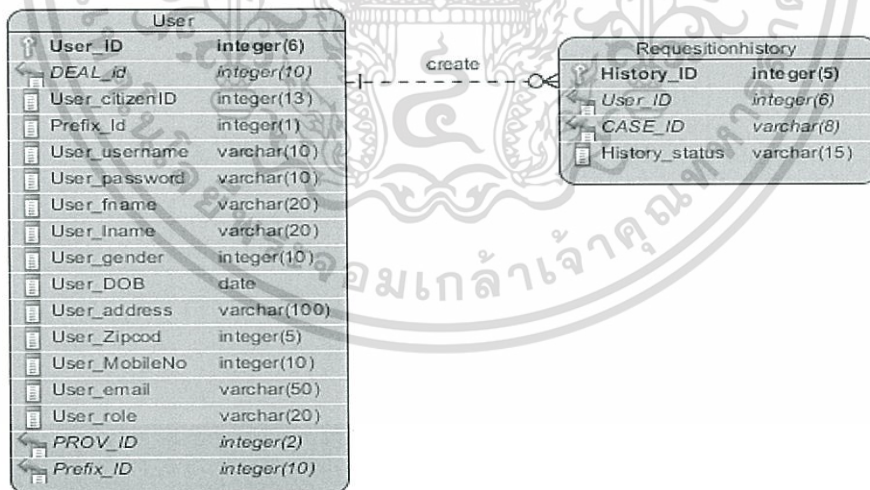 User
User_ID integer(6)
DEAL_id integer(10)
User_citizenID integer(13)
Prefix_Id integer(1)
User_username varchar(10)
User_password varchar(10)
User_fname varchar(20)
User_lname varchar(20)
User_gender integer(10)
User_DOB date
User_address varchar(100)
User_Zipcod integer(5)
User_MobileNo integer(10)
User_email varchar(50)
User_role varchar(20)
PROV_ID integer(2)
Prefix_ID integer(10)
create
Requesitionhistory
History_ID integer(5)
User_ID integer(6)
CASE_ID varchar(8)
History_status varchar(15)